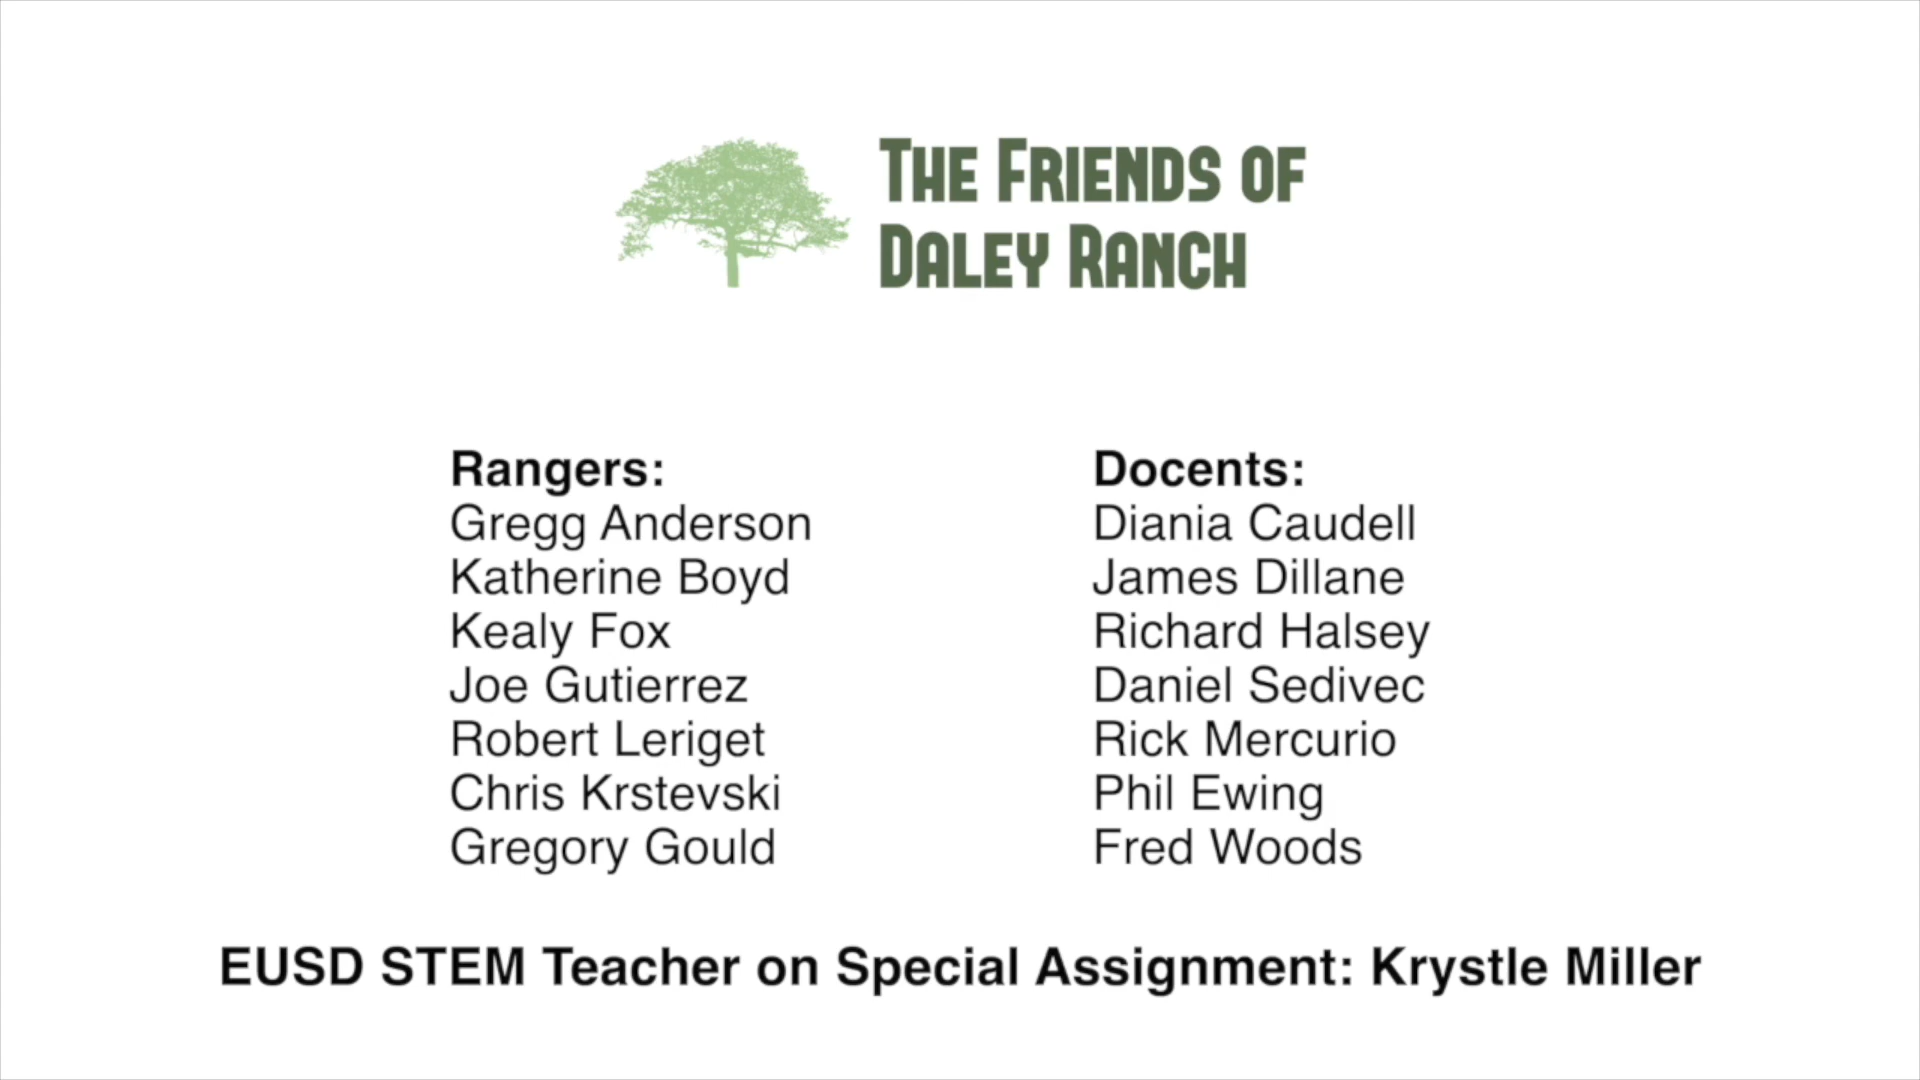 The Friends of
Daley Ranch
Rangers:
Gregg Anderson
Katherine Boyd
Kealy Fox
Joe Gutierrez
Robert Leriget
Chris Krstevski
Gregory Gould
Docents:
Diania Caudell
James Dillane
Richard Halsey
Daniel Sedivec
Rick Mercurio
Phil Ewing
Fred Woods
EUSD STEM Teacher on Special Assignment: Krystle Miller